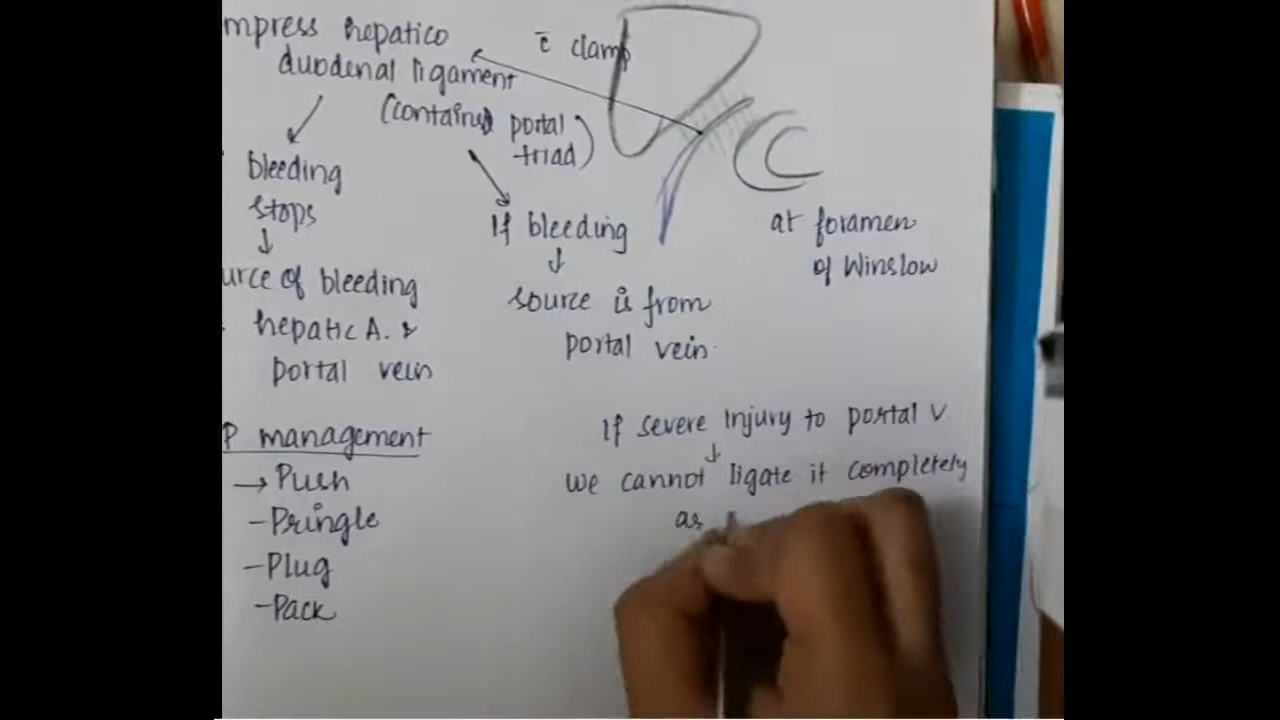 mpress hepatico
duodenal ligament
(contained portal
triad)
c̄ clamp
bleeding
stops
↓
urce of bleeding
hepatic A. &
portal vein
If bleeding
↓
source is from
portal vein.
at foramen
of Winslow
P management
→ Push
- Pringle
- Plug
- Pack
If severe injury to portal V.
↓
we cannot ligate it completely
as